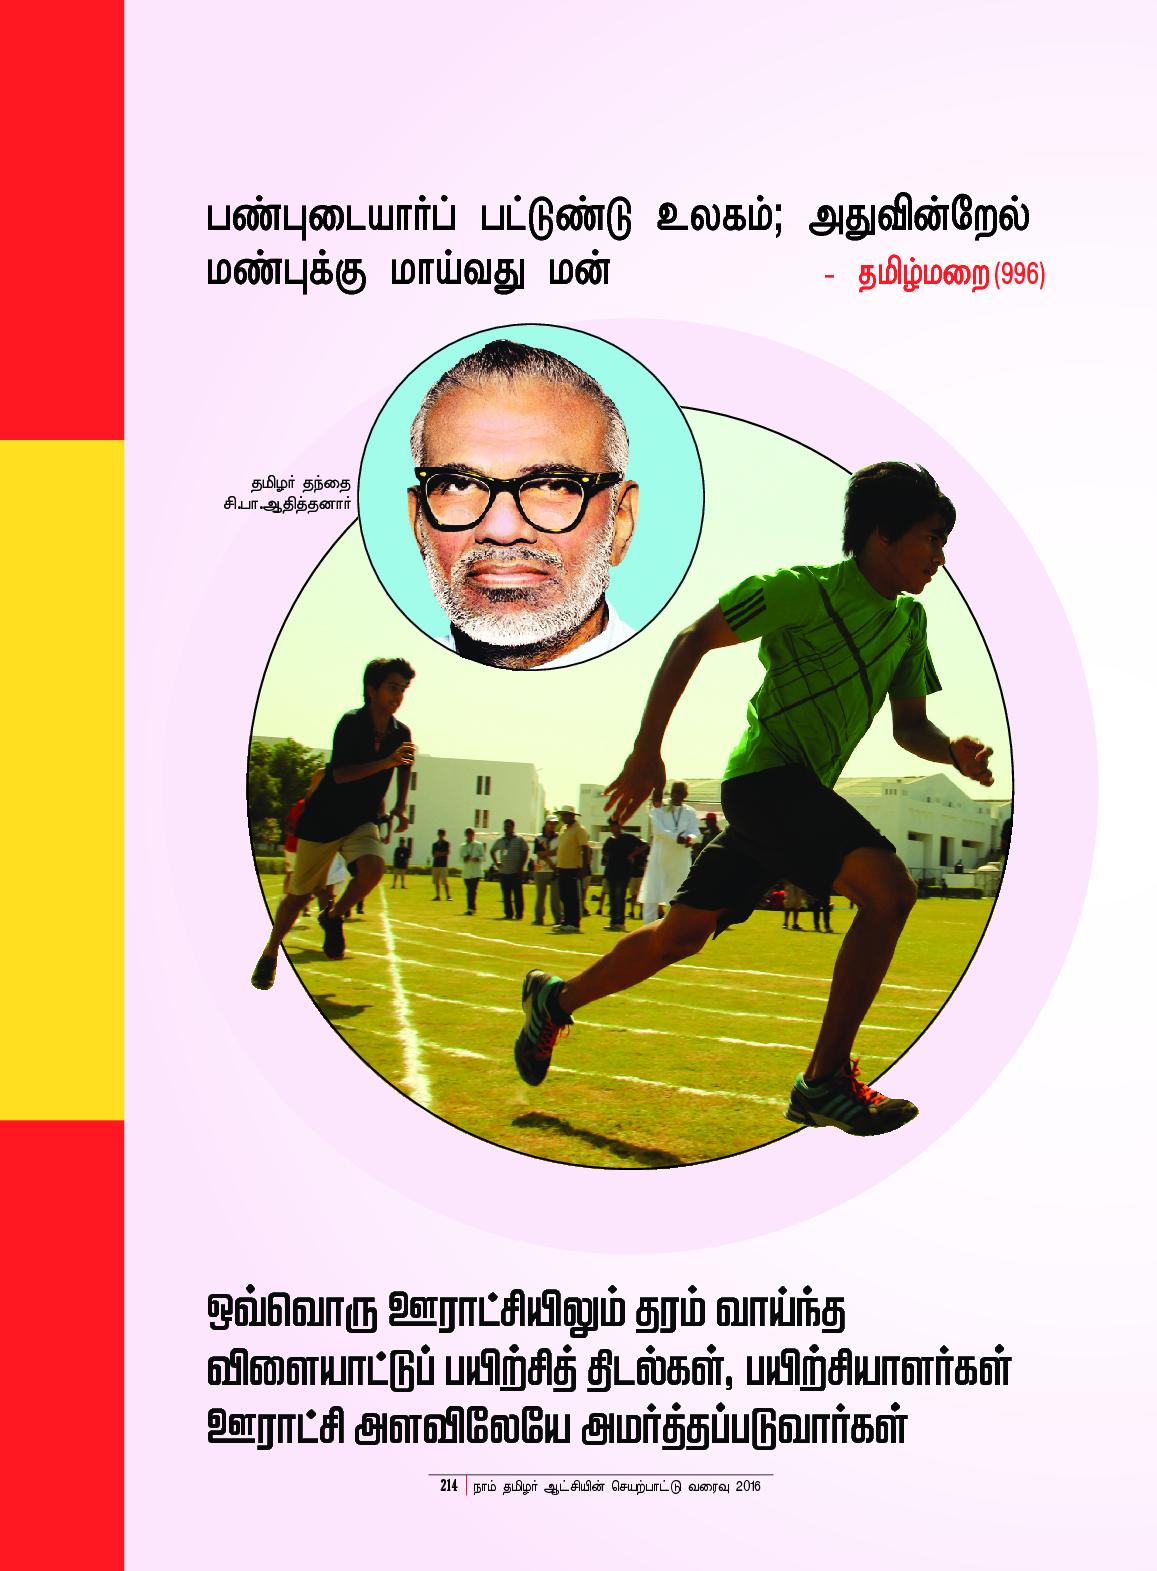 பண்புடையார்ப் பட்டுண்டு உலகம்; அதுவின்றேல்
மண்புக்கு மாய்வது மன் - தமிழ்மறை (996)
தமிழர் தந்தை
சி.பா.ஆதித்தனார்
ஒவ்வொரு ஊராட்சியிலும் தரம் வாய்ந்த
விளையாட்டுப் பயிற்சித் திடல்கள், பயிற்சியாளர்கள்
ஊராட்சி அளவிலேயே அமர்த்தப்படுவார்கள்
214 நாம் தமிழர் ஆட்சியின் செயற்பாட்டு வரைவு 2016